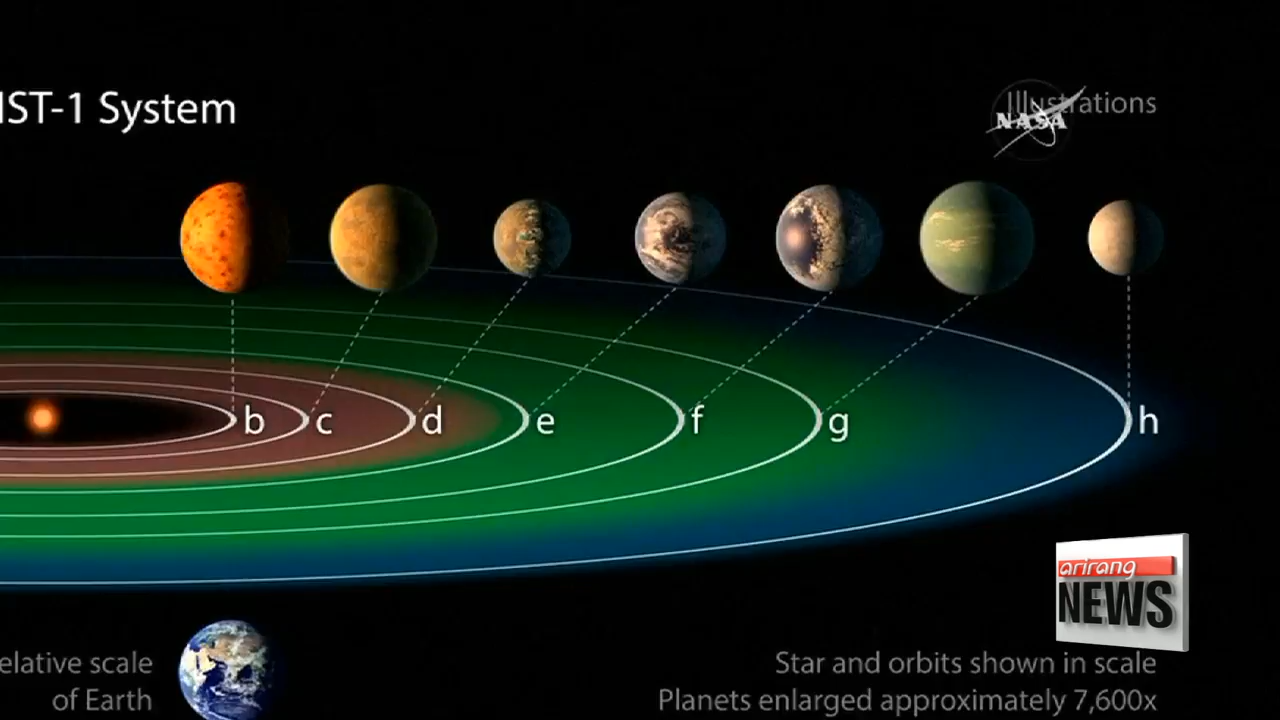 IST-1 System
Illustrations
NASA
b
c
d
e
f
g
h
arirang
NEWS
elative scale
of Earth
Star and orbits shown in scale
Planets enlarged approximately 7,600x